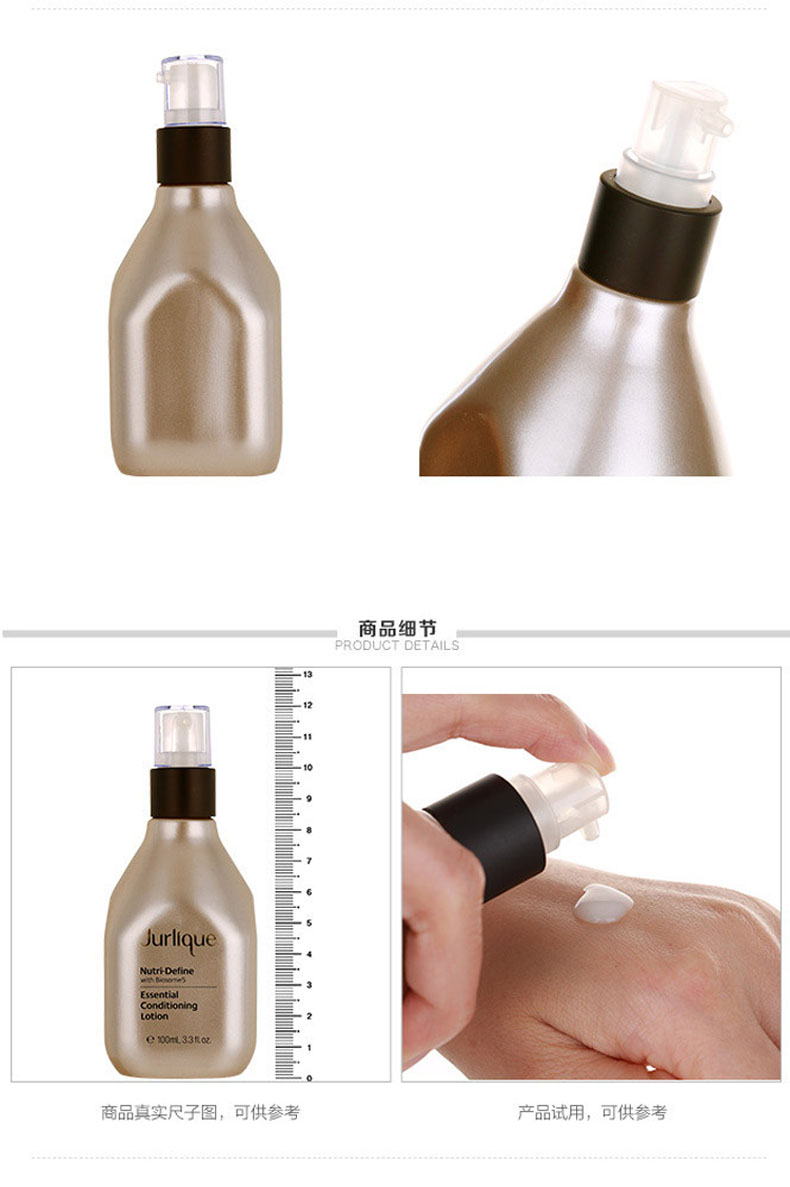 商品细节
PRODUCT DETAILS
13
12
11
10
9
8
7
6
5
4
3
2
1
0
Jurlique
Nutri-Define
with Biosome5
Essential
Conditioning
Lotion
℮ 100mL 3.3 fl. oz.
商品真实尺子图，可供参考
产品试用，可供参考